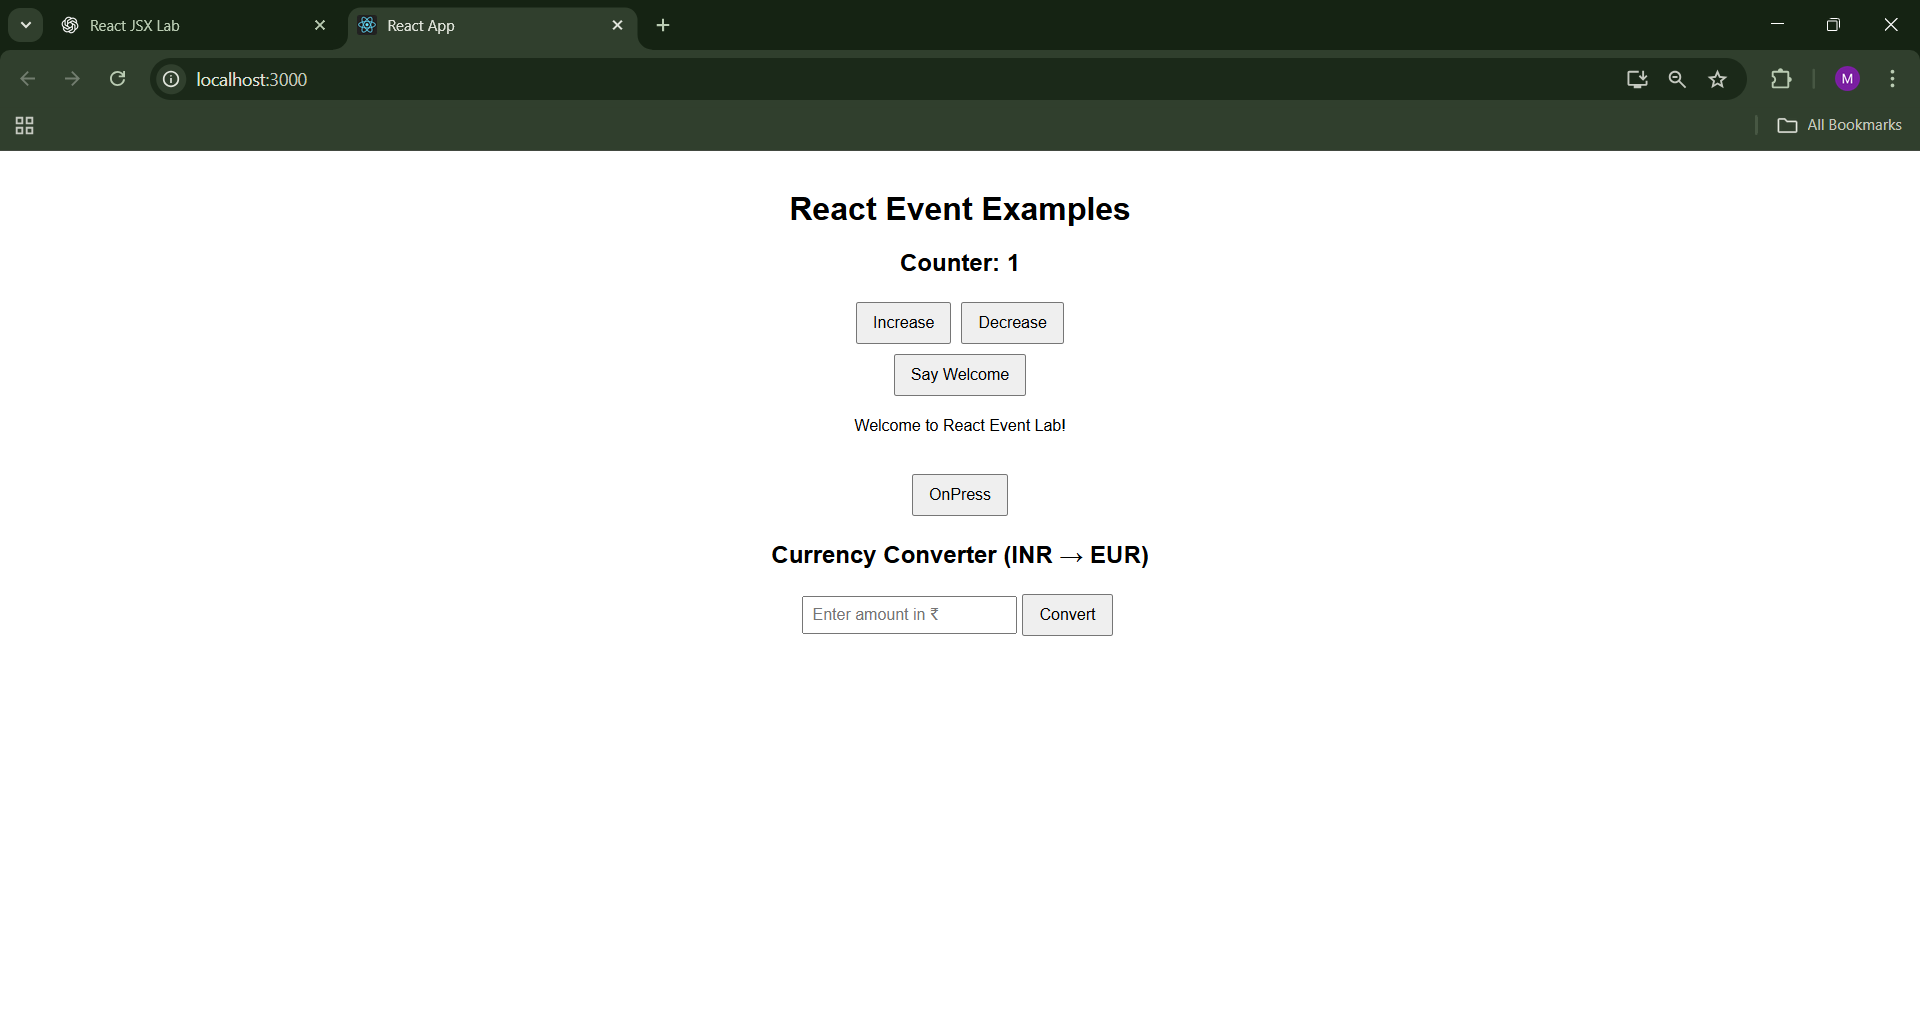 React JSX Lab
React App
localhost:3000
M
All Bookmarks
React Event Examples
Counter: 1
Increase Decrease
Say Welcome
Welcome to React Event Lab!
OnPress
Currency Converter (INR → EUR)
Enter amount in ₹ Convert